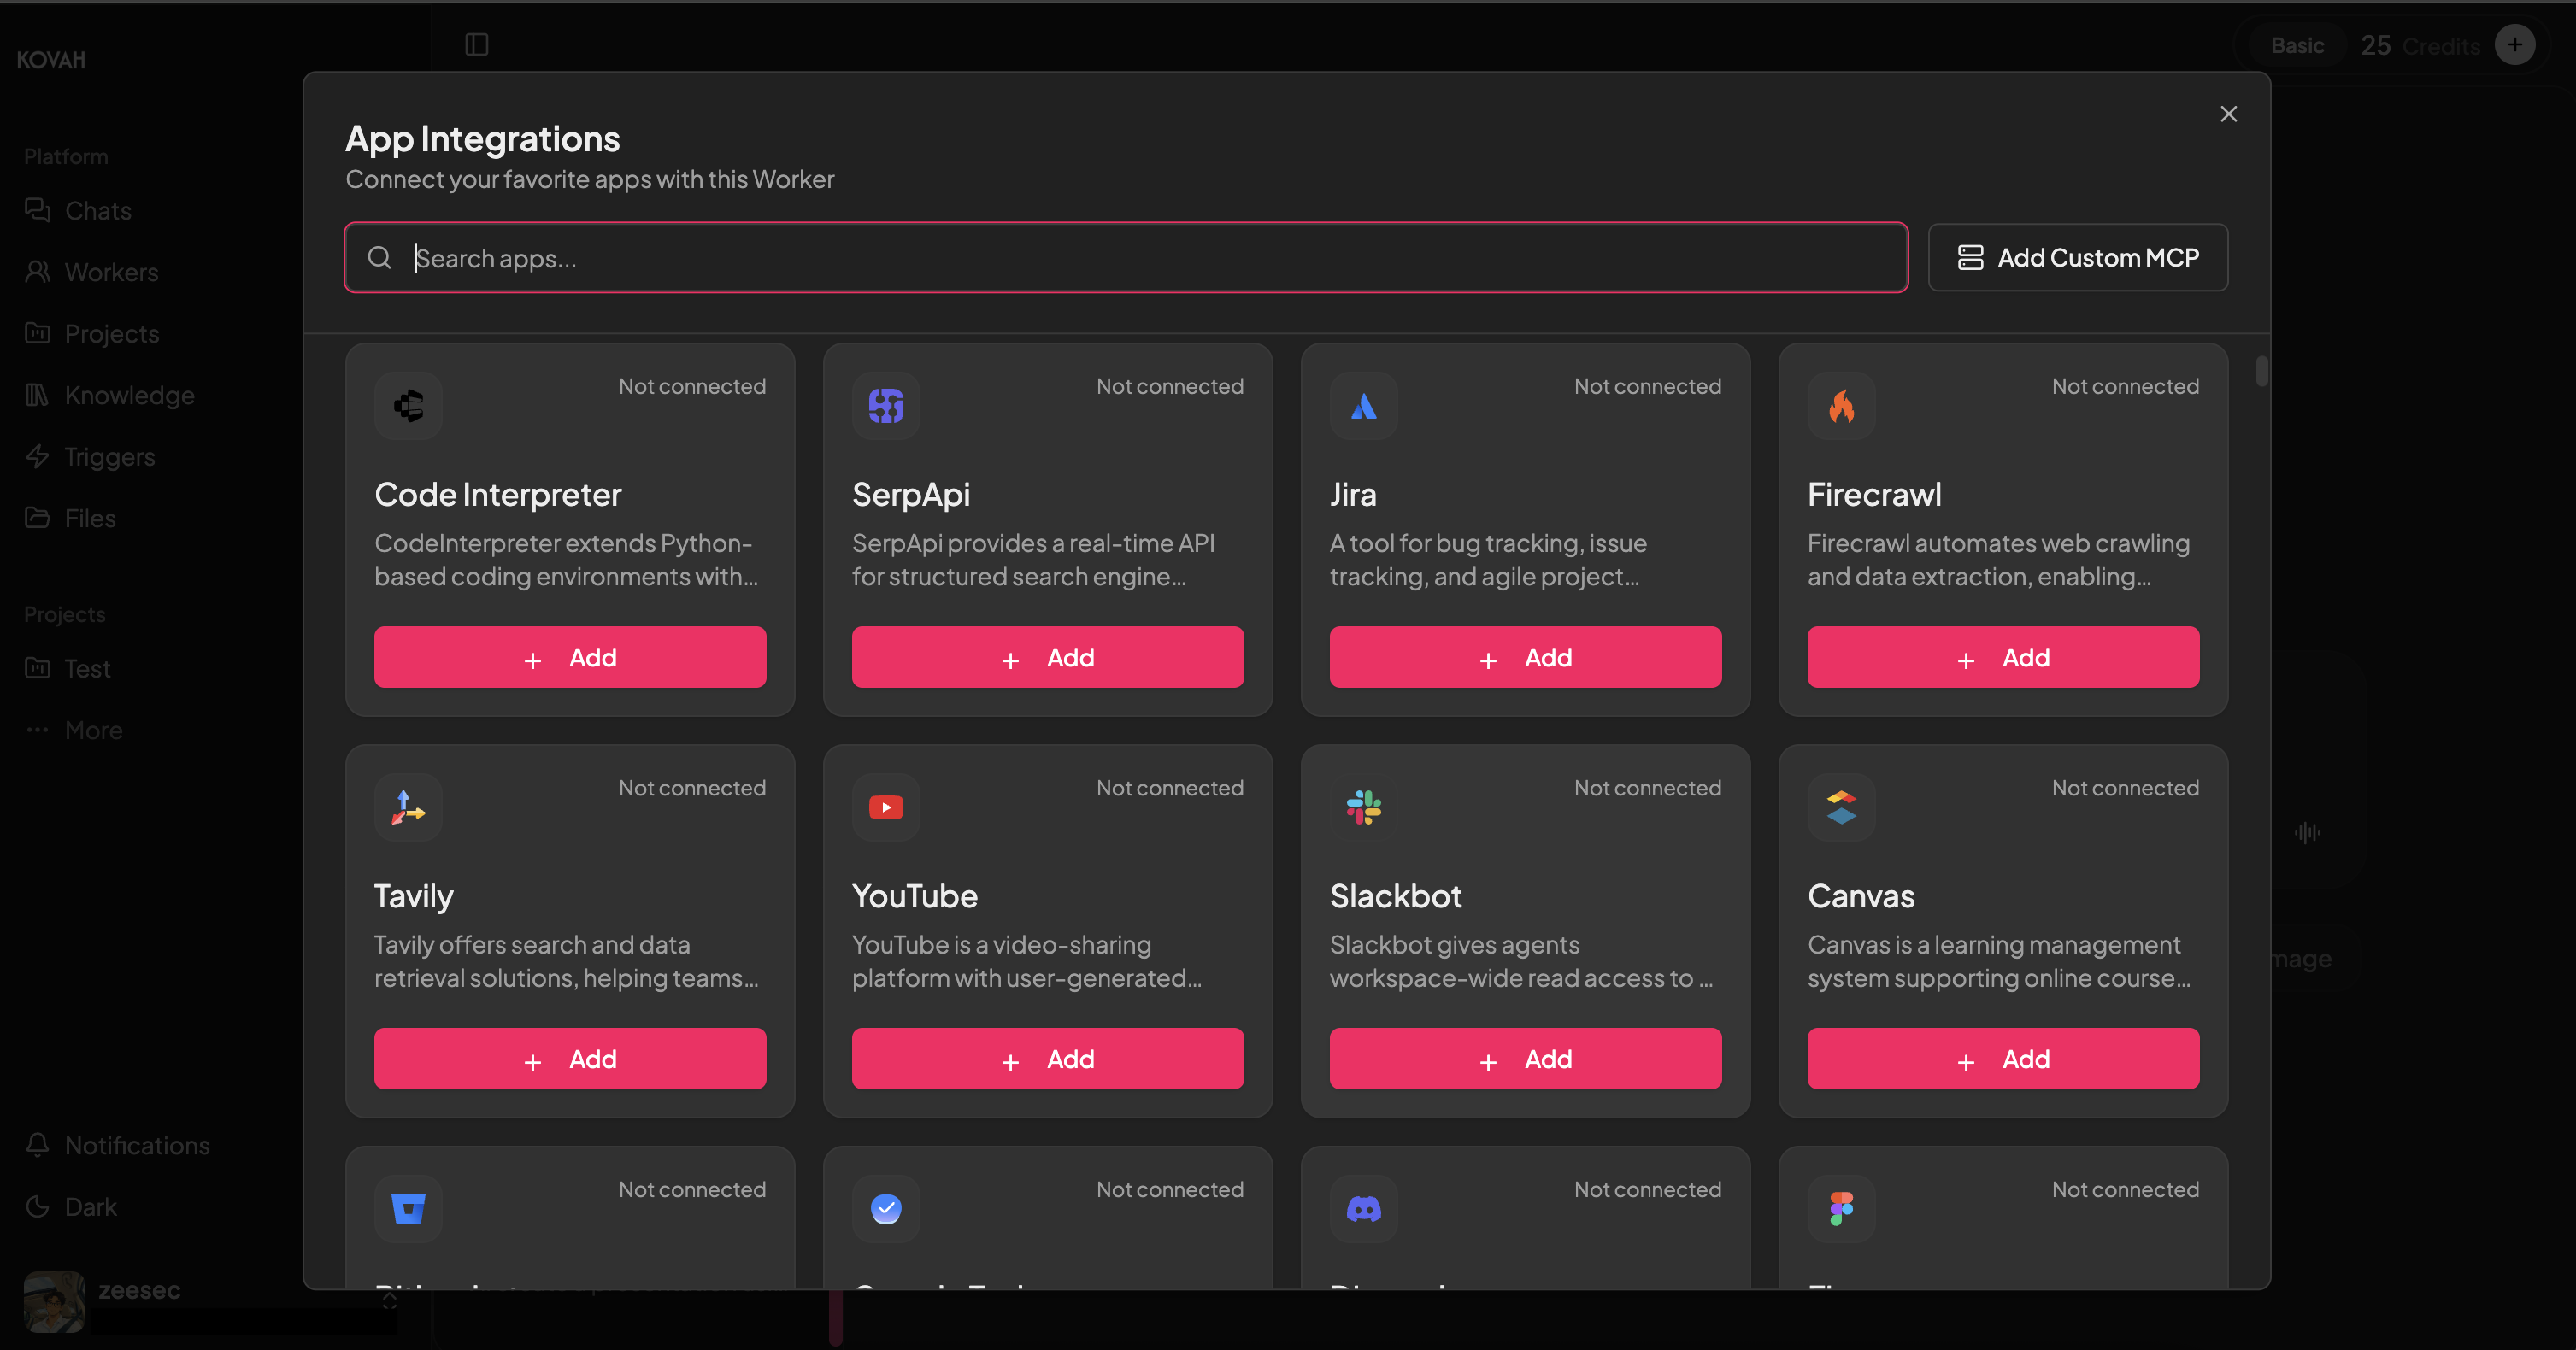 KOVAH
Basic 25 Credits
Platform
Chats
Workers
Projects
Knowledge
Triggers
Files
Projects
Test
More
Notifications
Dark
zeesec
App Integrations
Connect your favorite apps with this Worker
Search apps...
Add Custom MCP
Not connected
Code Interpreter
CodeInterpreter extends Python-
based coding environments with...
+ Add
Not connected
SerpApi
SerpApi provides a real-time API
for structured search engine...
+ Add
Not connected
Jira
A tool for bug tracking, issue
tracking, and agile project...
+ Add
Not connected
Firecrawl
Firecrawl automates web crawling
and data extraction, enabling...
+ Add
Not connected
Tavily
Tavily offers search and data
retrieval solutions, helping teams...
+ Add
Not connected
YouTube
YouTube is a video-sharing
platform with user-generated...
+ Add
Not connected
Slackbot
Slackbot gives agents
workspace-wide read access to ...
+ Add
Not connected
Canvas
Canvas is a learning management
system supporting online course...
+ Add
Not connected
Not connected
Not connected
Not connected